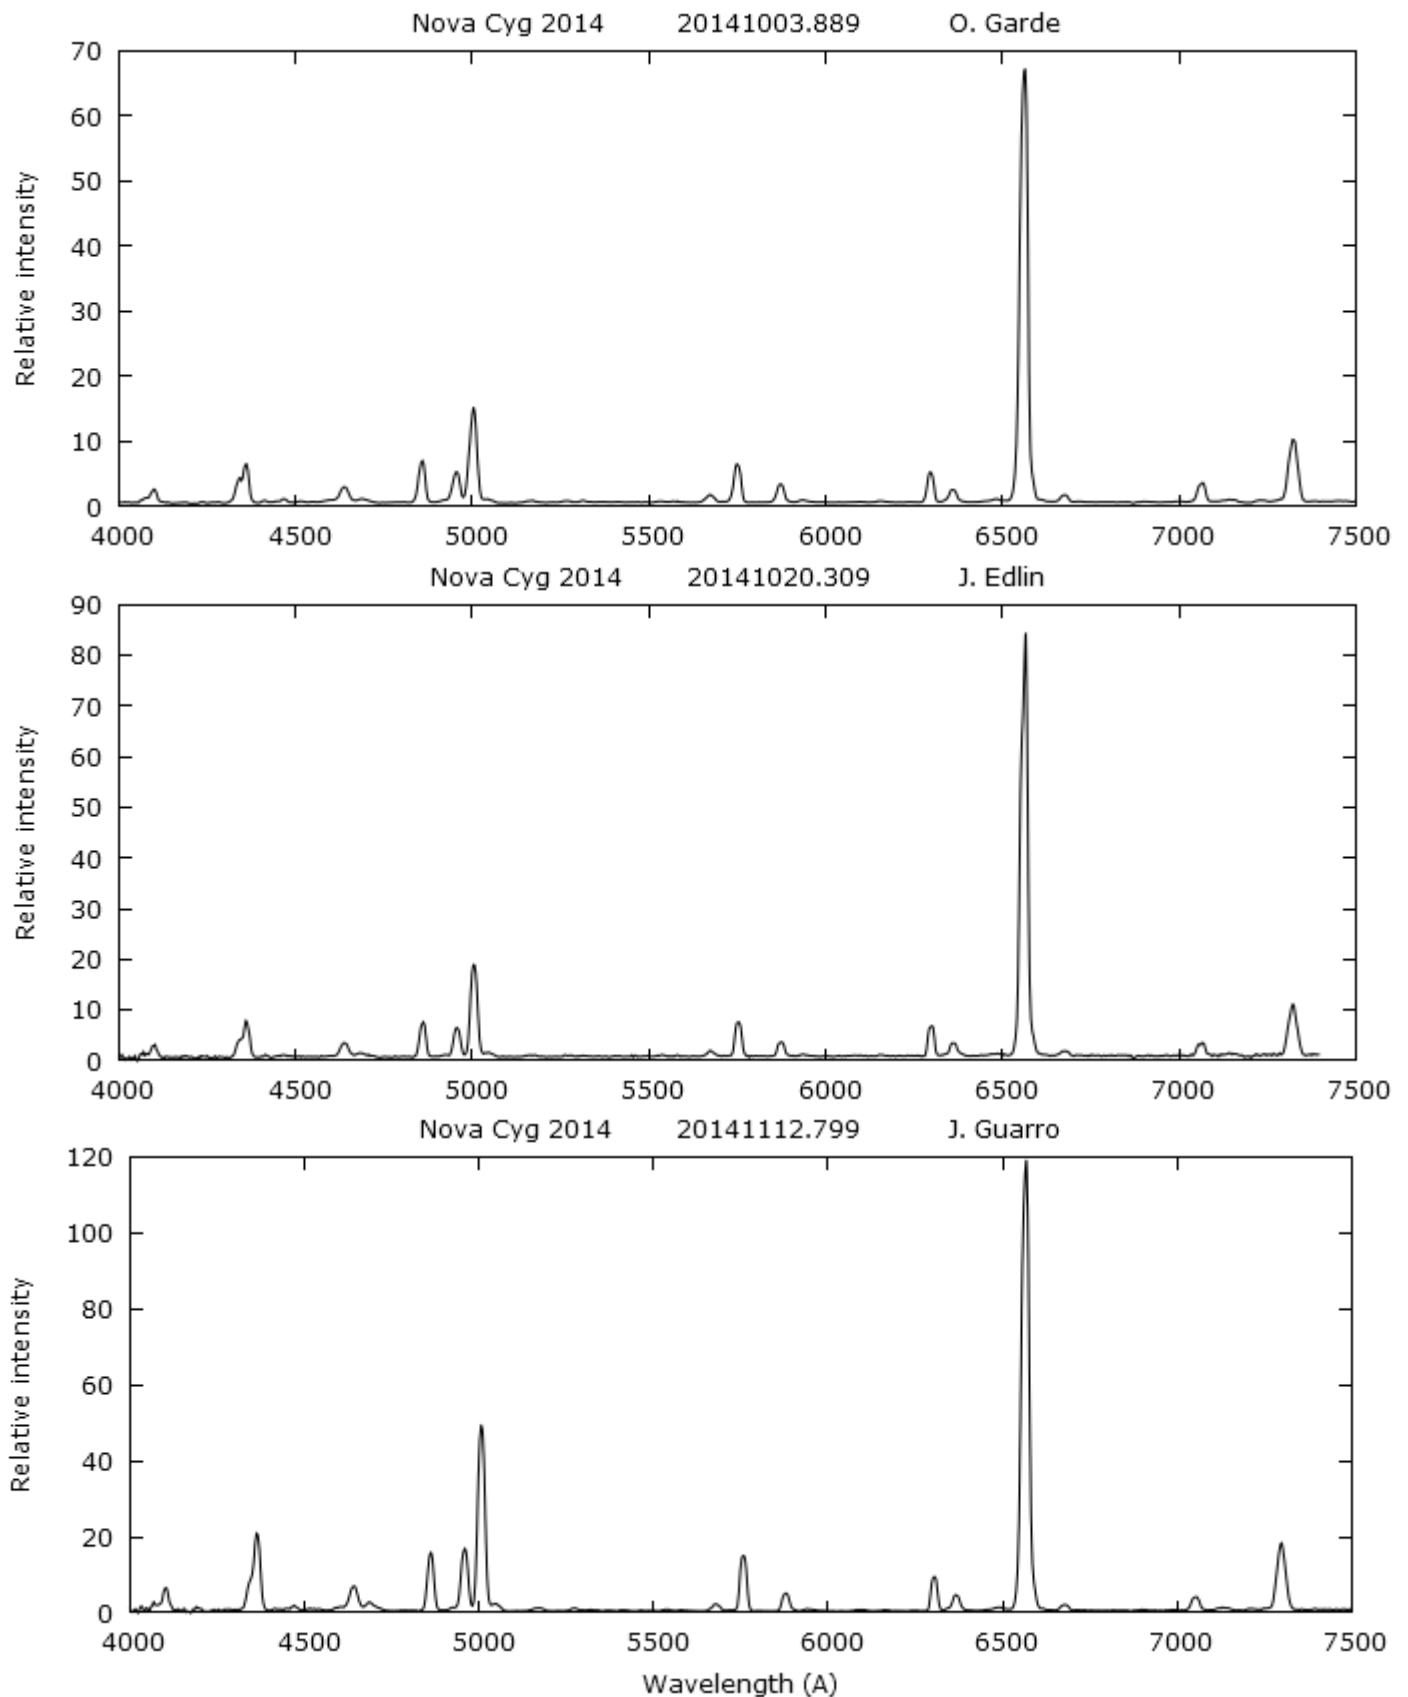 Nova Cyg 2014 20141003.889 O. Garde
70
60
50
40
30
20
10
0
Relative intensity
4000 4500 5000 5500 6000 6500 7000 7500
Nova Cyg 2014 20141020.309 J. Edlin
90
80
70
60
50
40
30
20
10
0
Relative intensity
4000 4500 5000 5500 6000 6500 7000 7500
Nova Cyg 2014 20141112.799 J. Guarro
120
100
80
60
40
20
0
Relative intensity
4000 4500 5000 5500 6000 6500 7000 7500
Wavelength (A)